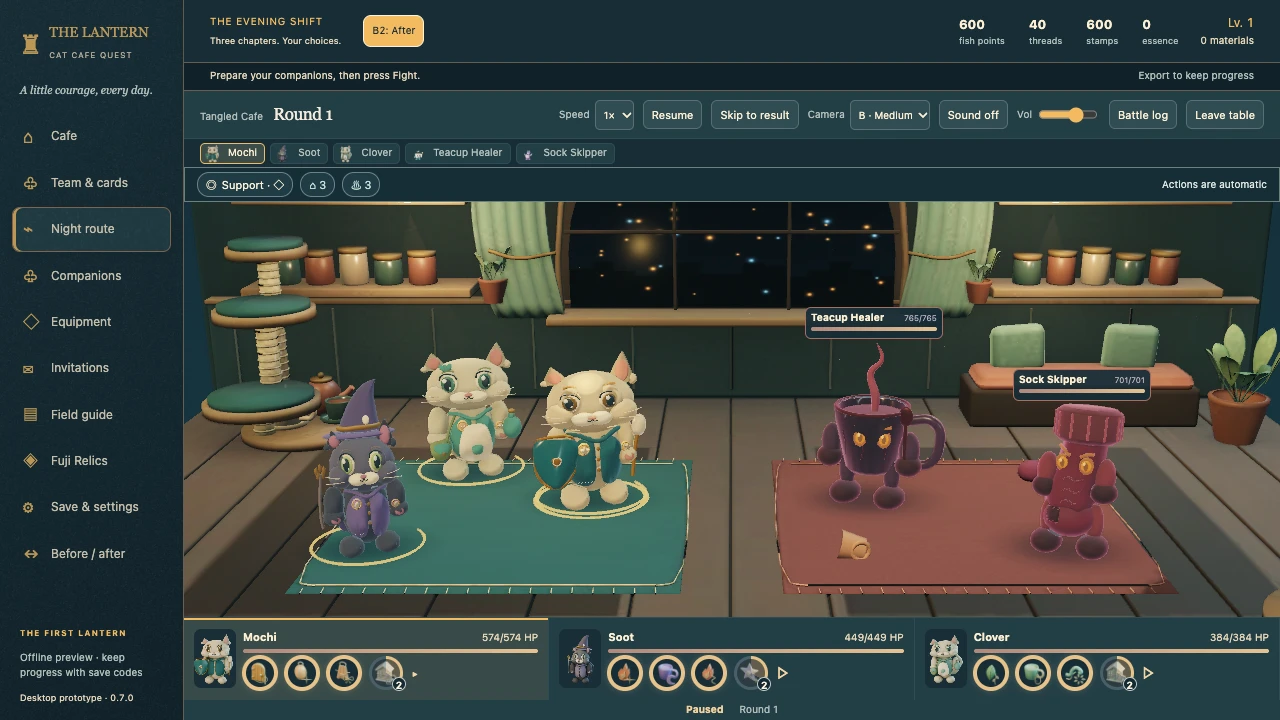 THE LANTERN
CAT CAFE QUEST
A little courage, every day.
Cafe
Team & cards
Night route
Companions
Equipment
Invitations
Field guide
Fuji Relics
Save & settings
Before / after
THE FIRST LANTERN
Offline preview · keep
progress with save codes
Desktop prototype · 0.7.0
THE EVENING SHIFT
Three chapters. Your choices.
B2: After
600
fish points
40
threads
600
stamps
0
essence
Lv. 1
0 materials
Prepare your companions, then press Fight.
Export to keep progress
Tangled Cafe
Round 1
Speed
1x
Resume
Skip to result
Camera
B · Medium
Sound off
Vol
Battle log
Leave table
Mochi
Soot
Clover
Teacup Healer
Sock Skipper
Support ·
3
3
Actions are automatic
Teacup Healer 765/765
Sock Skipper 701/701
Mochi 574/574 HP
2
Soot 449/449 HP
2
Clover 384/384 HP
2
Paused Round 1